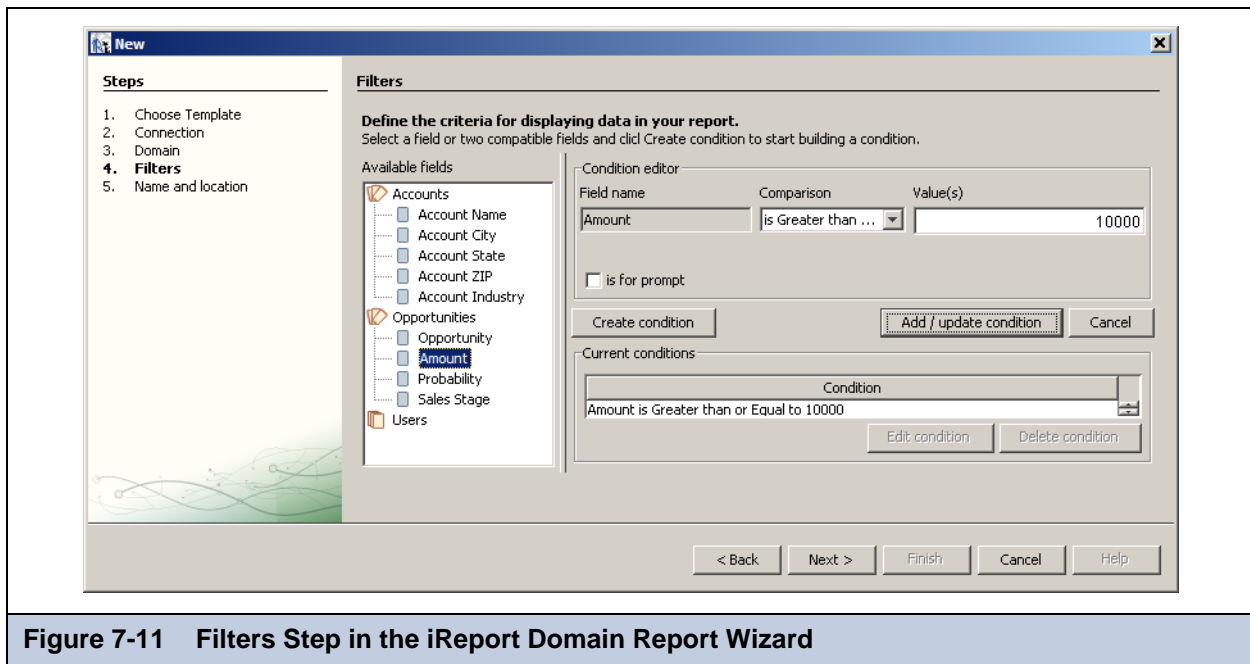 New
Steps
1. Choose Template
2. Connection
3. Domain
4. Filters
5. Name and location
Filters
Define the criteria for displaying data in your report.
Select a field or two compatible fields and clicl Create condition to start building a condition.
Available fields
Accounts
Account Name
Account City
Account State
Account ZIP
Account Industry
Opportunities
Opportunity
Amount
Probability
Sales Stage
Users
Condition editor
Field name Comparison Value(s)
Amount is Greater than ... 10000
is for prompt
Create condition Add / update condition Cancel
Current conditions
Condition
Amount is Greater than or Equal to 10000
Edit condition Delete condition
< Back Next > Finish Cancel Help
Figure 7-11 Filters Step in the iReport Domain Report Wizard